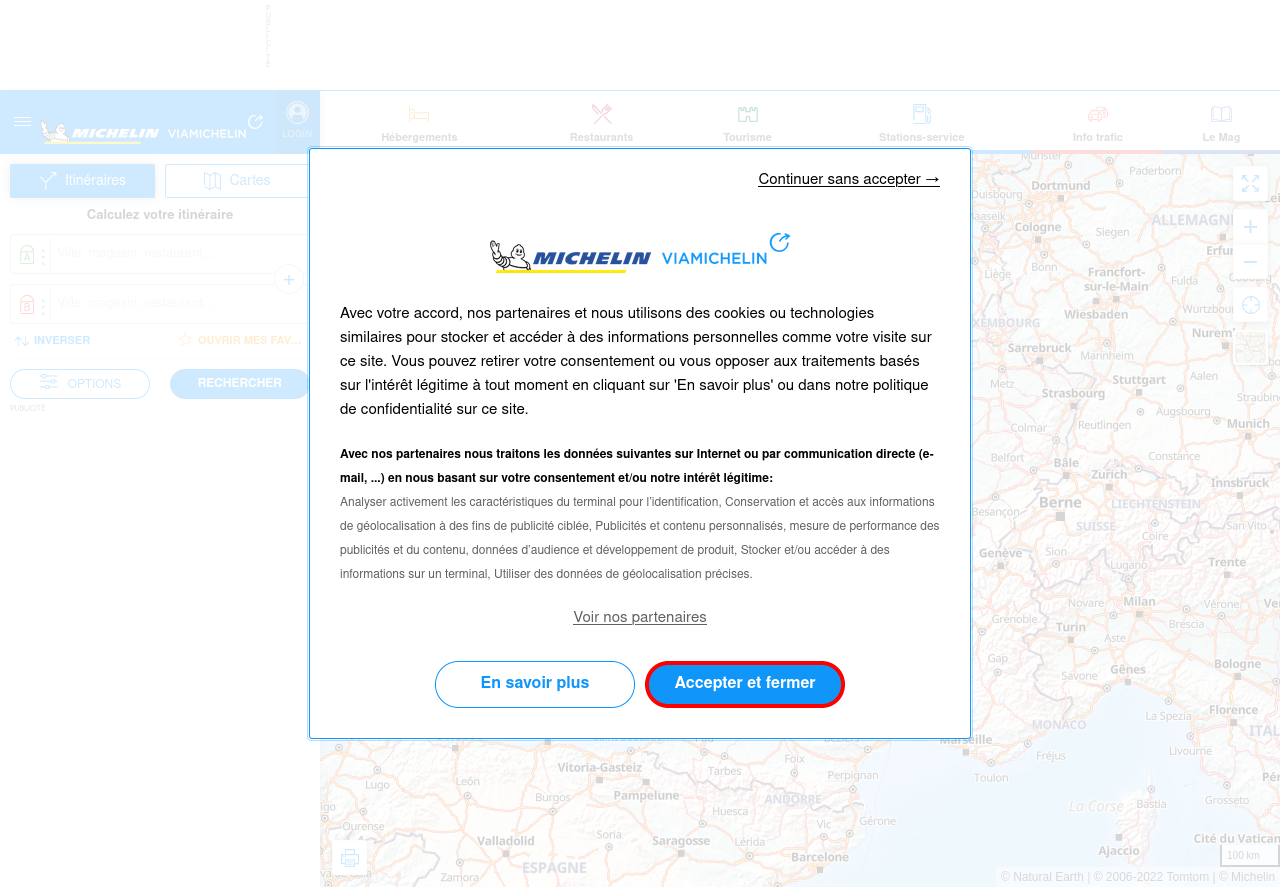 MICHELIN VIAMICHELIN
LOGIN
Hébergements
Restaurants
Tourisme
Stations-service
Info trafic
Le Mag
Itinéraires
Cartes
Calculez votre itinéraire
A
Ville, magasin, restaurant...
B
Ville, magasin, restaurant...
INVERSER
OUVRIR MES FAV...
OPTIONS
RECHERCHER
PUBLICITÉ
Continuer sans accepter →
MICHELIN VIAMICHELIN
Avec votre accord, nos partenaires et nous utilisons des cookies ou technologies
similaires pour stocker et accéder à des informations personnelles comme votre visite sur
ce site. Vous pouvez retirer votre consentement ou vous opposer aux traitements basés
sur l'intérêt légitime à tout moment en cliquant sur 'En savoir plus' ou dans notre politique
de confidentialité sur ce site.
Avec nos partenaires nous traitons les données suivantes sur Internet ou par communication directe (e-
mail, ...) en nous basant sur votre consentement et/ou notre intérêt légitime:
Analyser activement les caractéristiques du terminal pour l’identification, Conservation et accès aux informations
de géolocalisation à des fins de publicité ciblée, Publicités et contenu personnalisés, mesure de performance des
publicités et du contenu, données d’audience et développement de produit, Stocker et/ou accéder à des
informations sur un terminal, Utiliser des données de géolocalisation précises.
Voir nos partenaires
En savoir plus
Accepter et fermer
Münster
Paderborn
Dortmund
Duisbourg
ALLEMAGNE
Cologne
Siegen
Erfurt
Bonn
Liège
Francfort-
sur-le-Main
Fulda
Wiesbaden
Wurtzbourg
Sarrebruck
Mannheim
Metz
Stuttgart
Aalen
Strasbourg
Straubing
Augsbourg
Munich
Colmar
Reutlingen
Belfort
Bâle
Constance
Zurich
Innsbruck
Besançon
Berne
LIECHTENSTEIN
SUISSE
San Vito
Coire
Genève
Sion
Lugano
Trente
Novare
Milan
Vérone
Grenoble
Turin
Brescia
Aste
Gap
Gênes
Bologne
Savone
La Spezia
Florence
MONACO
Livourne
Marseille
Fréjus
Toulon
Pau
Béziers
Foix
Tarbes
Perpignan
Vitoria-Gasteiz
Pampelune
León
Burgos
Lugo
ANDORRE
Gérone
Vic
Ourense
Soria
Valladolid
Saragosse
Lérida
Barcelone
Zamora
ESPAGNE
La Corse
Bastia
Grosseto
Ajaccio
Cité du Vatican
100 km
© Natural Earth | © 2006-2022 Tomtom | © Michelin